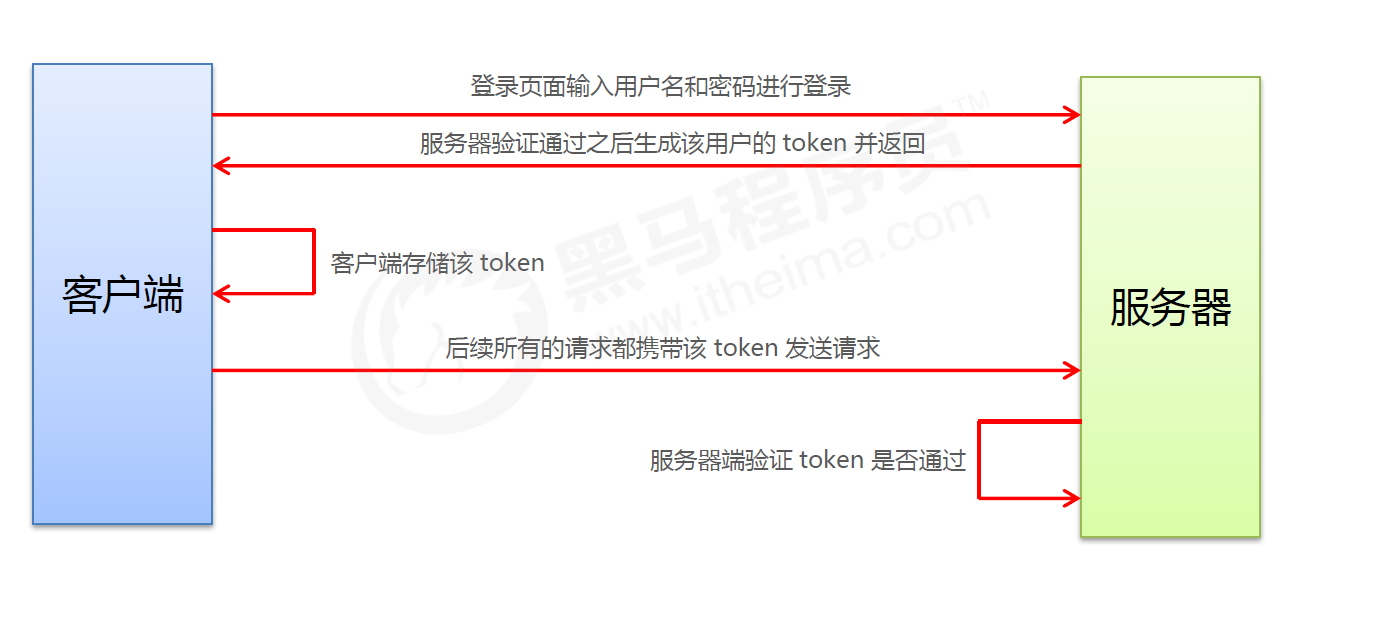 登录页面输入用户名和密码进行登录
服务器验证通过之后生成该用户的 token 并返回
客户端存储该 token
客户端
服务器
后续所有的请求都携带该 token 发送请求
服务器端验证 token 是否通过
黑马程序员™
www.itheima.com